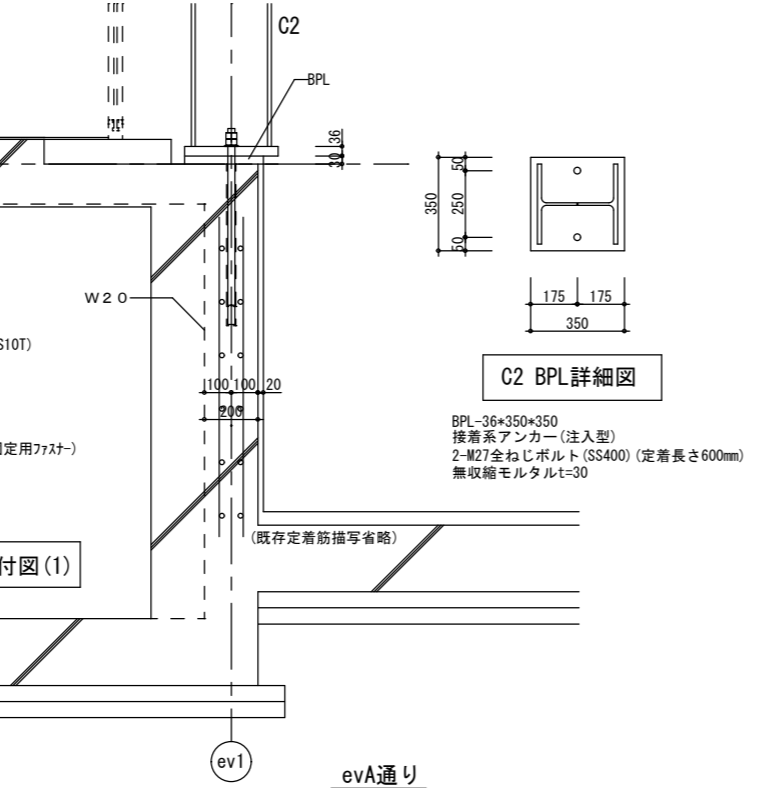 C2
BPL
36
30
W20
S10T)
100 100 20
200
定用ﾌｧｽﾅｰ)
付図(1)
(既存定着筋描写省略)
350
50
250
50
175 175
350
C2 BPL詳細図
BPL-36*350*350
接着系アンカー(注入型)
2-M27全ねじボルト(SS400)(定着長さ600mm)
無収縮モルタルt=30
ev1
evA通り